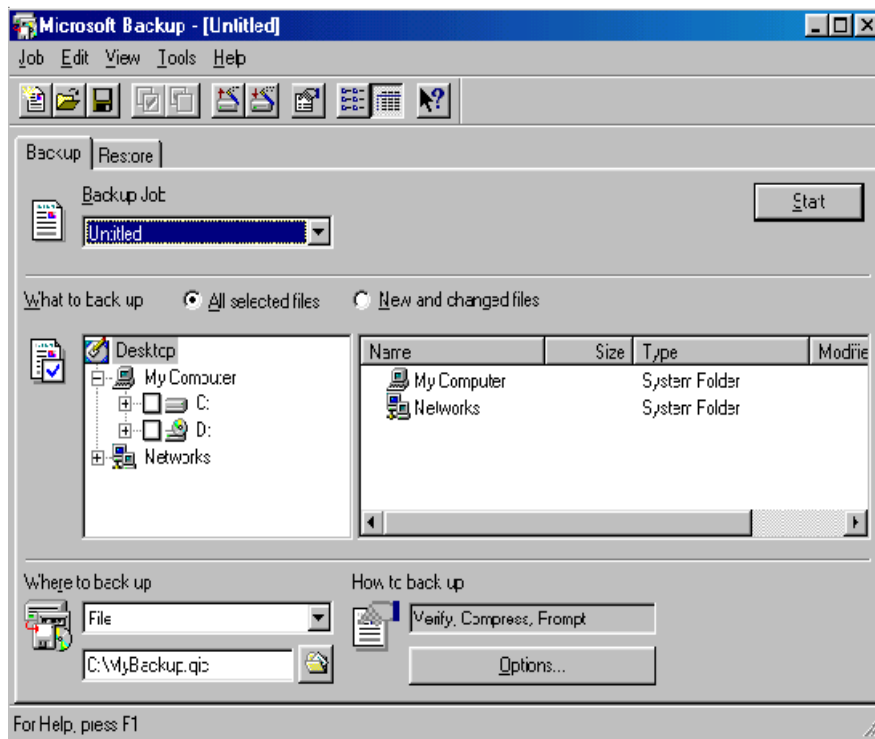 Microsoft Backup - [Untitled]
Job Edit View Tools Help
Backup Restore
Backup Job
Start
Untitled
What to back up All selected files New and changed files
Desktop
My Computer
C:
D:
Networks
Name Size Type Modifie
My Computer System Folder
Networks System Folder
Where to back up
File
C:\MyBackup.qic
How to back up
Verify, Compress, Prompt
Options...
For Help, press F1